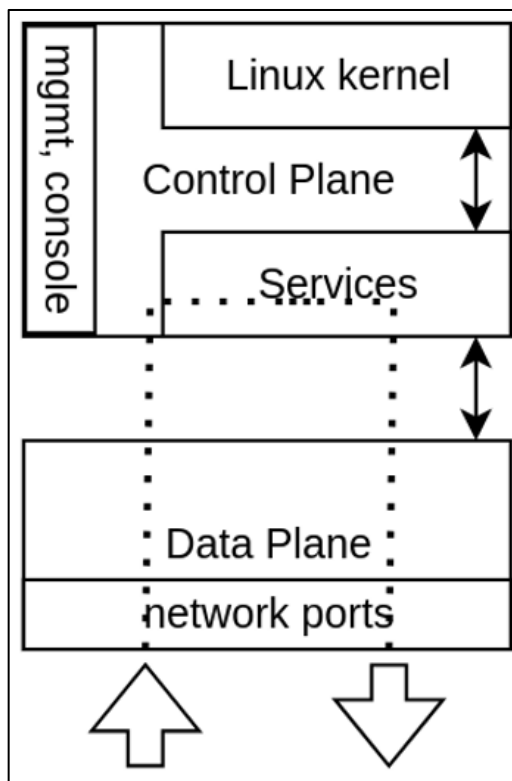 mgmt, console
Linux kernel
Control Plane
Services
Data Plane
network ports